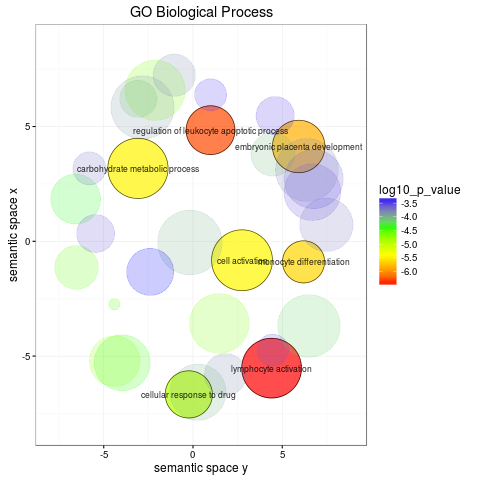 GO Biological Process
regulation of leukocyte apoptotic process
embryonic placenta development
carbohydrate metabolic process
cell activation
monocyte differentiation
lymphocyte activation
cellular response to drug
semantic space x
5
0
-5
-5
0
5
semantic space y
log10_p_value
-3.5
-4.0
-4.5
-5.0
-5.5
-6.0